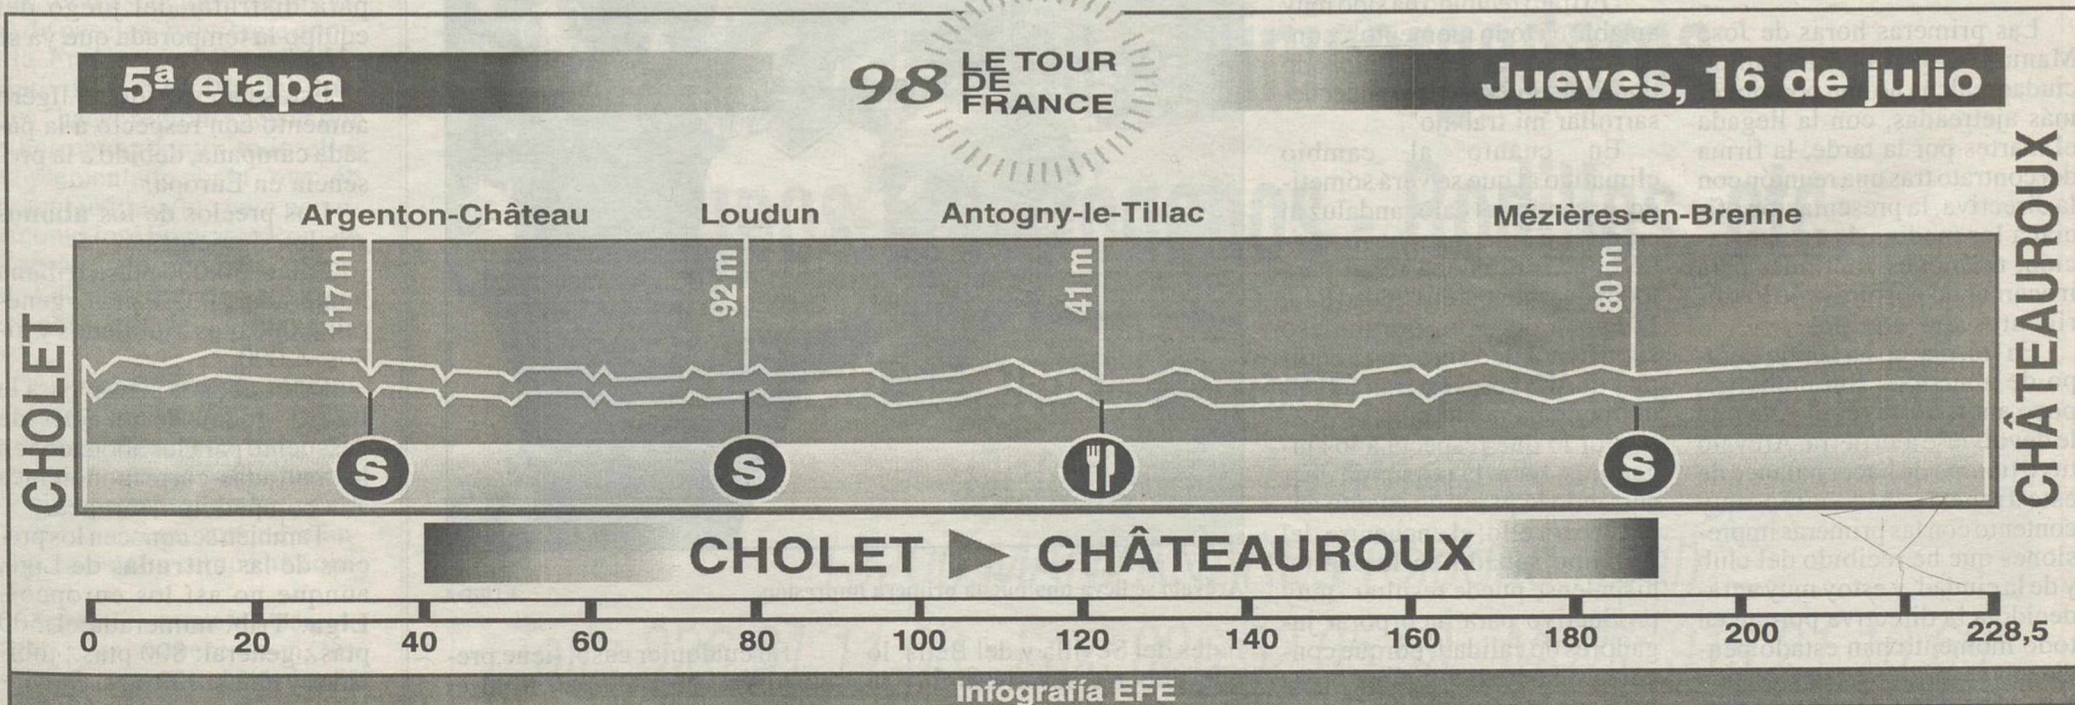 5ª etapa
98 LE TOUR
DE
FRANCE
Jueves, 16 de julio
Argenton-Château Loudun Antogny-le-Tillac Mézières-en-Brenne
117 m 92 m 41 m 80 m
CHOLET
CHÂTEAUROUX
S S S
CHOLET CHÂTEAUROUX
0 20 40 60 80 100 120 140 160 180 200 228,5
Infografía EFE